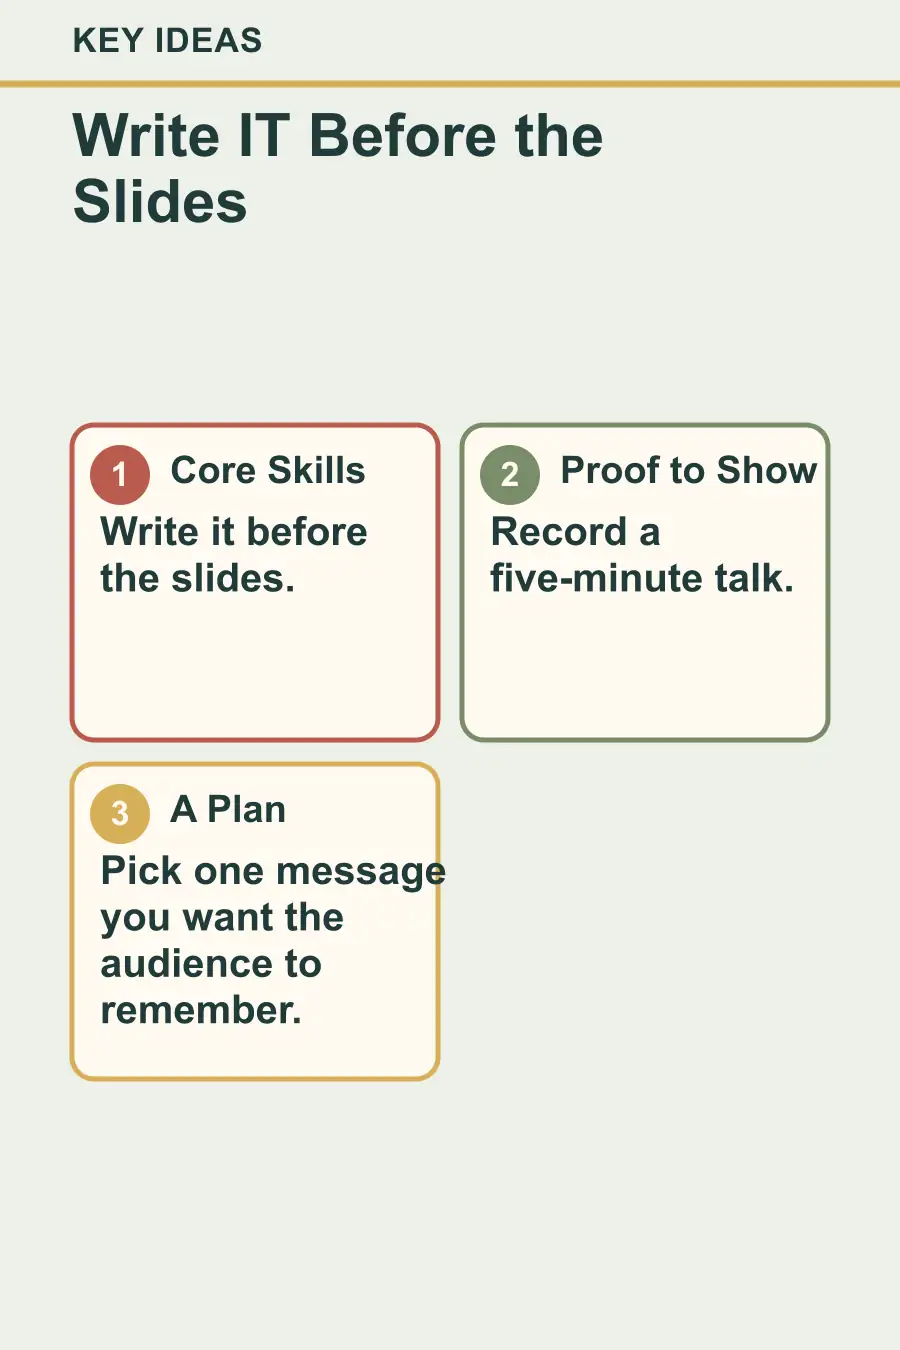 KEY IDEAS
Write IT Before the
Slides
1 Core Skills
Write it before
the slides.
2 Proof to Show
Record a
five-minute talk.
3 A Plan
Pick one message
you want the
audience to
remember.